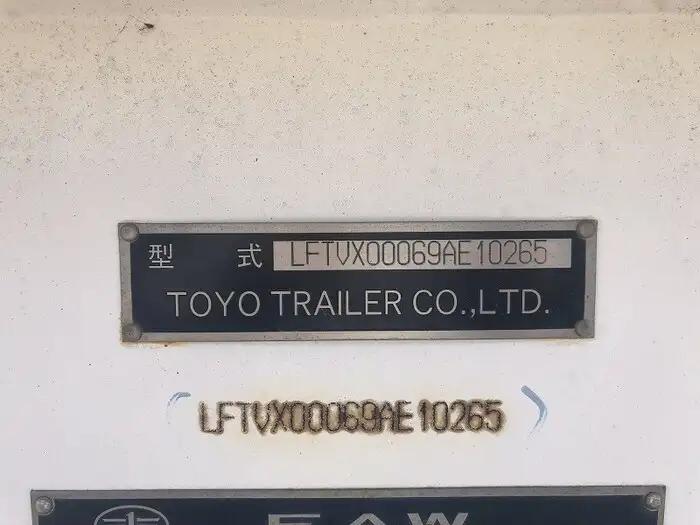 型 式 LFTVX00069AE10265
TOYO TRAILER CO.,LTD.
LFTVX00069AE10265